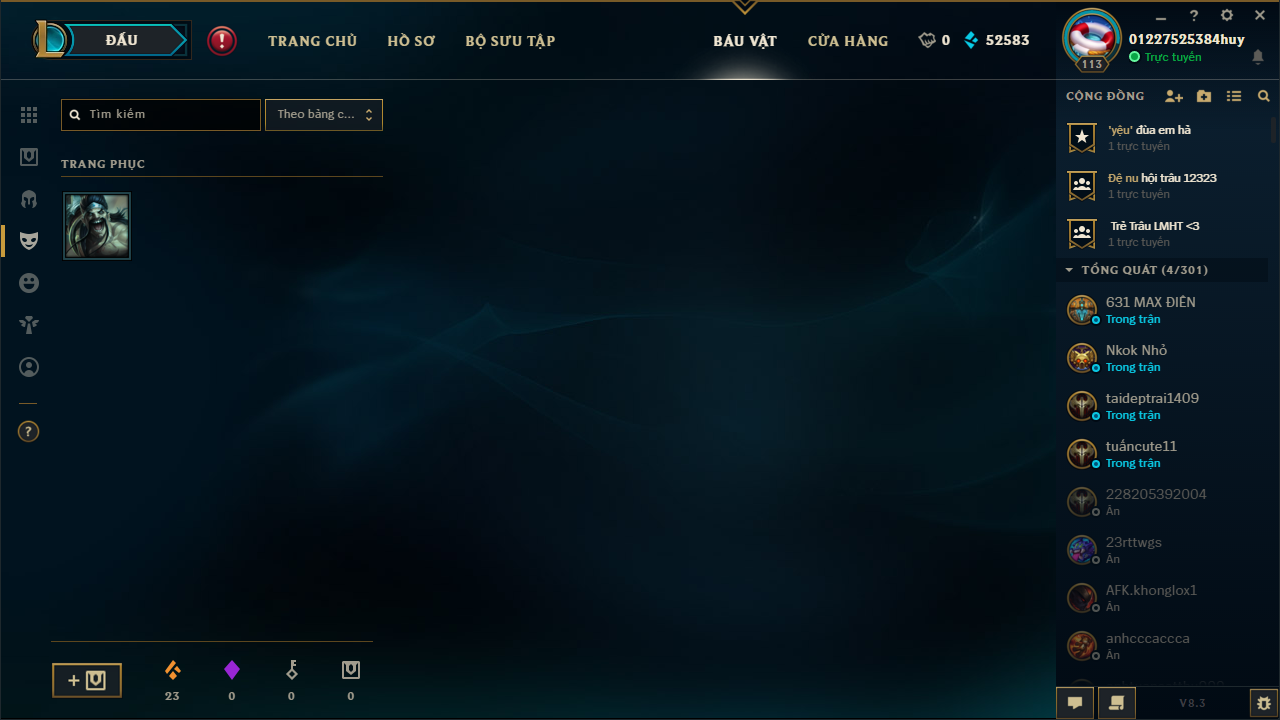 ĐẤU
TRANG CHỦ
HỒ SƠ
BỘ SƯU TẬP
BÁU VẬT
CỬA HÀNG
0
52583
113
01227525384huy
Trực tuyến
Tìm kiếm
Theo bảng c...
TRANG PHỤC
CỘNG ĐỒNG
'yệu' đùa em hả
1 trực tuyến
Đệ nu hội trâu 12323
1 trực tuyến
Trẻ Trâu LMHT <3
1 trực tuyến
TỔNG QUÁT (4/301)
631 MAX ĐIÊN
Trong trận
Nkok Nhỏ
Trong trận
taideptrai1409
Trong trận
tuấncute11
Trong trận
228205392004
Ẩn
23rttwgs
Ẩn
AFK.khonglox1
Ẩn
anhcccaccca
Ẩn
23
0
0
0
V8.3